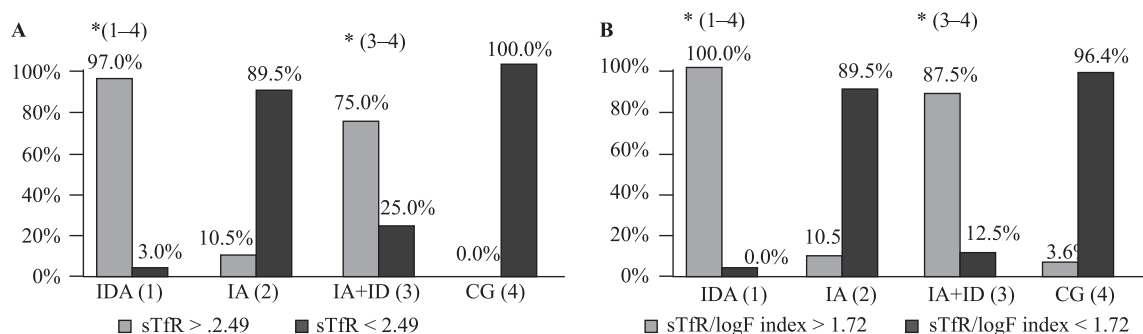 A
*(1–4)
* (3–4)
97.0%
89.5%
75.0%
100.0%
100%
80%
60%
40%
20%
0%
3.0%
10.5%
25.0%
0.0%
IDA (1)
IA (2)
IA+ID (3)
CG (4)
sTfR > .2.49
sTfR < 2.49
B
* (1–4)
* (3–4)
100.0%
89.5%
87.5%
96.4%
100%
80%
60%
40%
20%
0%
0.0%
10.5
12.5%
3.6%
IDA (1)
IA (2)
IA+ID (3)
CG (4)
sTfR/logF index > 1.72
sTfR/logF index < 1.72